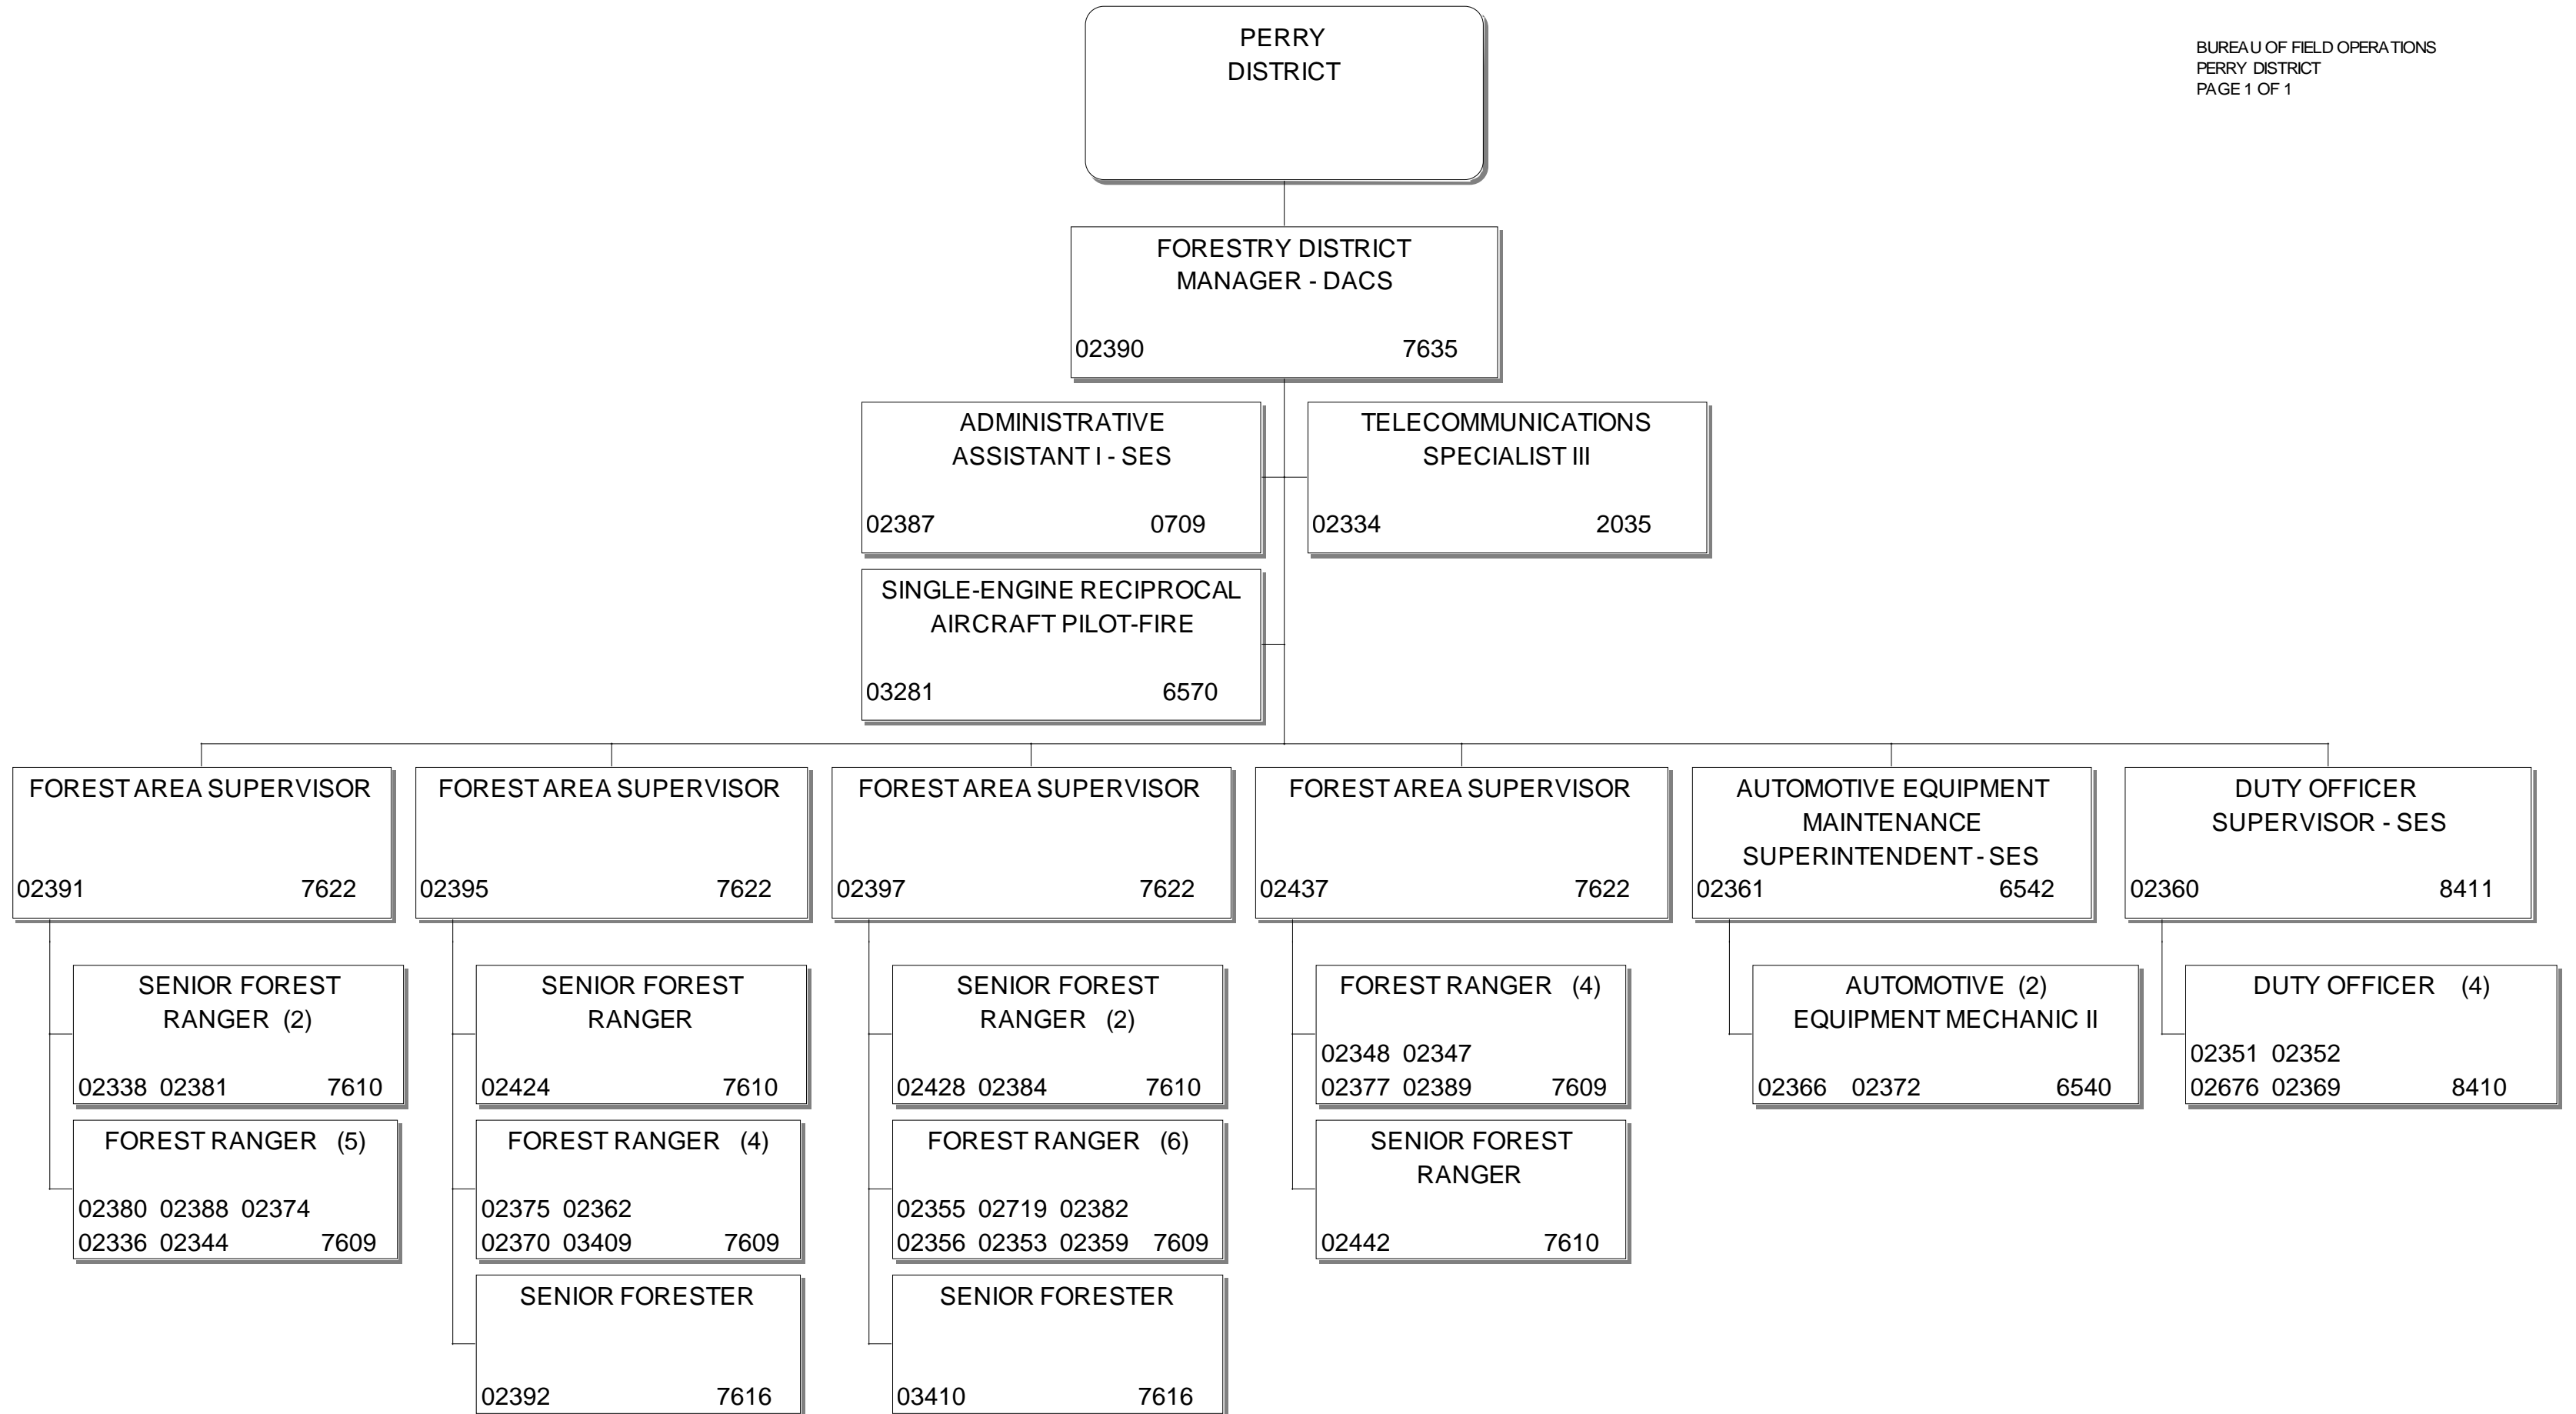 PERRY
DISTRICT
BUREAU OF FIELD OPERATIONS
PERRY DISTRICT
PAGE 1 OF 1
FORESTRY DISTRICT
MANAGER - DACS
02390 7635
ADMINISTRATIVE
ASSISTANT I - SES
02387 0709
TELECOMMUNICATIONS
SPECIALIST III
02334 2035
SINGLE-ENGINE RECIPROCAL
AIRCRAFT PILOT-FIRE
03281 6570
FOREST AREA SUPERVISOR
02391 7622
FOREST AREA SUPERVISOR
02395 7622
FOREST AREA SUPERVISOR
02397 7622
FOREST AREA SUPERVISOR
02437 7622
AUTOMOTIVE EQUIPMENT
MAINTENANCE
SUPERINTENDENT - SES
02361 6542
DUTY OFFICER
SUPERVISOR - SES
02360 8411
SENIOR FOREST
RANGER (2)
02338 02381 7610
FOREST RANGER (5)
02380 02388 02374
02336 02344 7609
SENIOR FOREST
RANGER
02424 7610
FOREST RANGER (4)
02375 02362
02370 03409 7609
SENIOR FORESTER
02392 7616
SENIOR FOREST
RANGER (2)
02428 02384 7610
FOREST RANGER (6)
02355 02719 02382
02356 02353 02359 7609
SENIOR FORESTER
03410 7616
FOREST RANGER (4)
02348 02347
02377 02389 7609
SENIOR FOREST
RANGER
02442 7610
AUTOMOTIVE (2)
EQUIPMENT MECHANIC II
02366 02372 6540
DUTY OFFICER (4)
02351 02352
02676 02369 8410